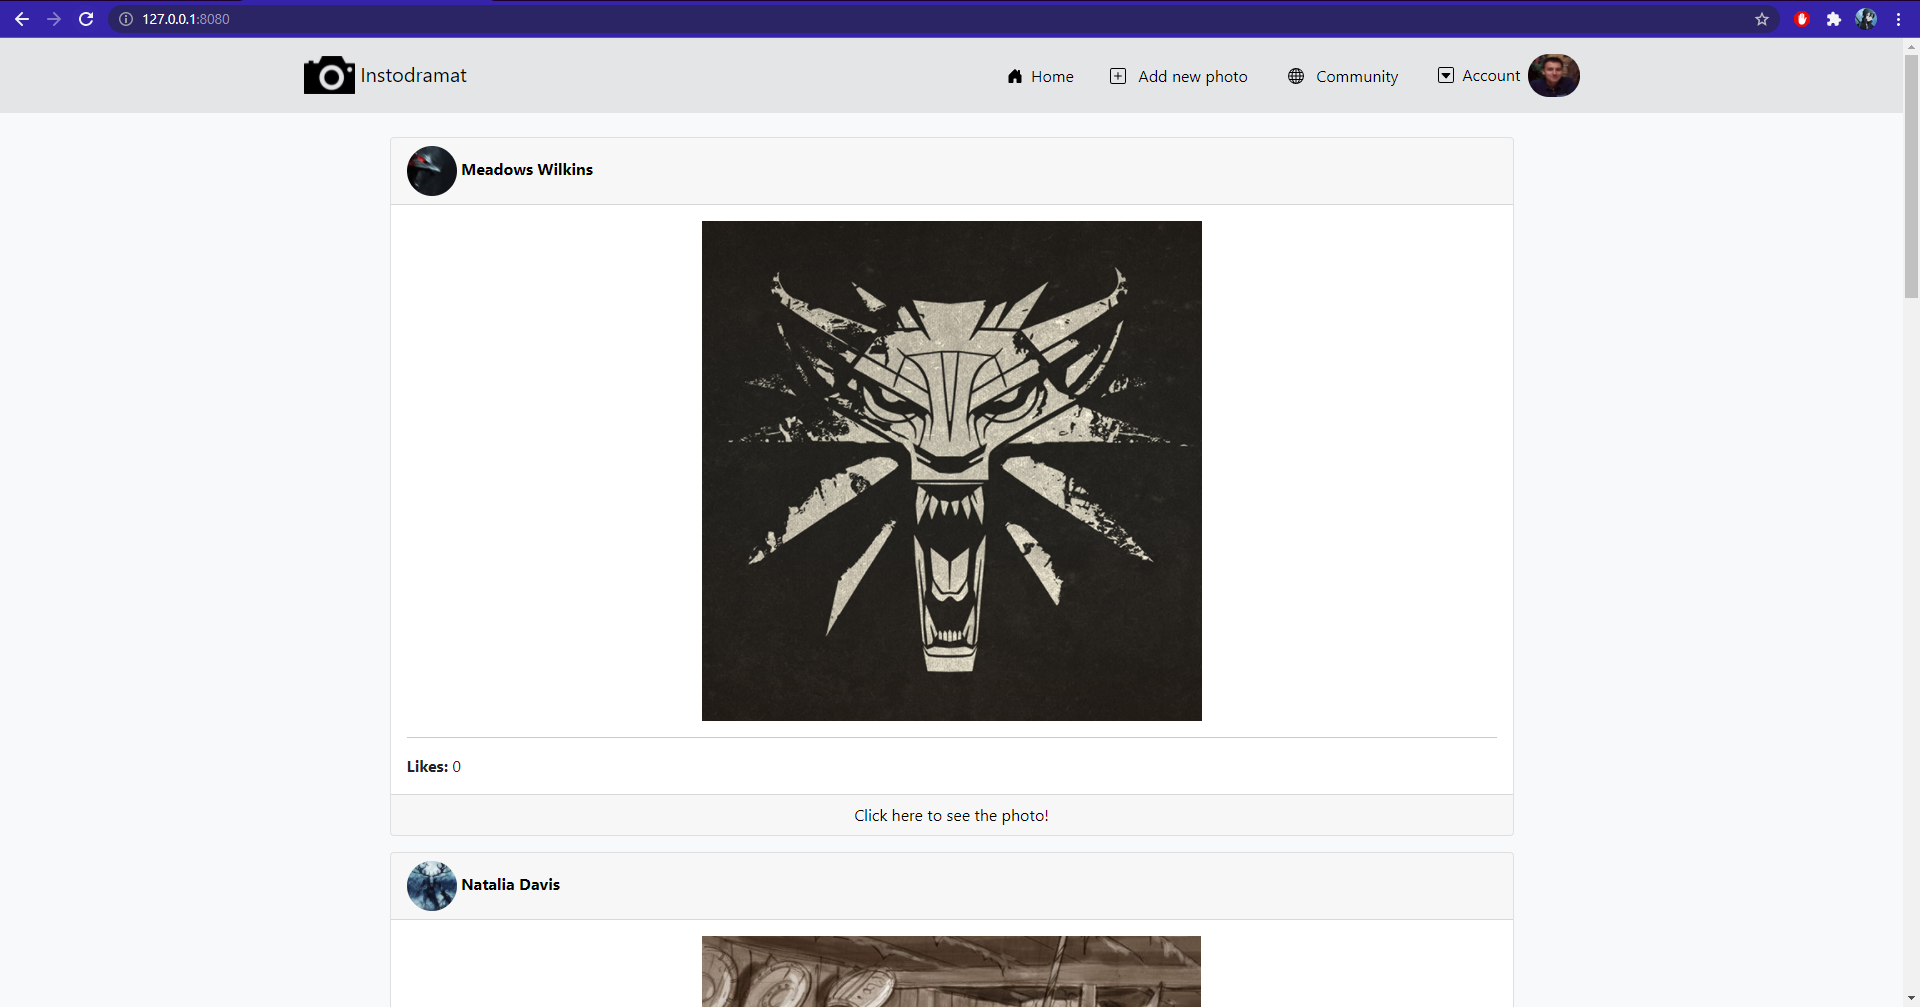 127.0.0.1:8080
Instodramat
Home
Add new photo
Community
Account
Meadows Wilkins
Likes: 0
Click here to see the photo!
Natalia Davis